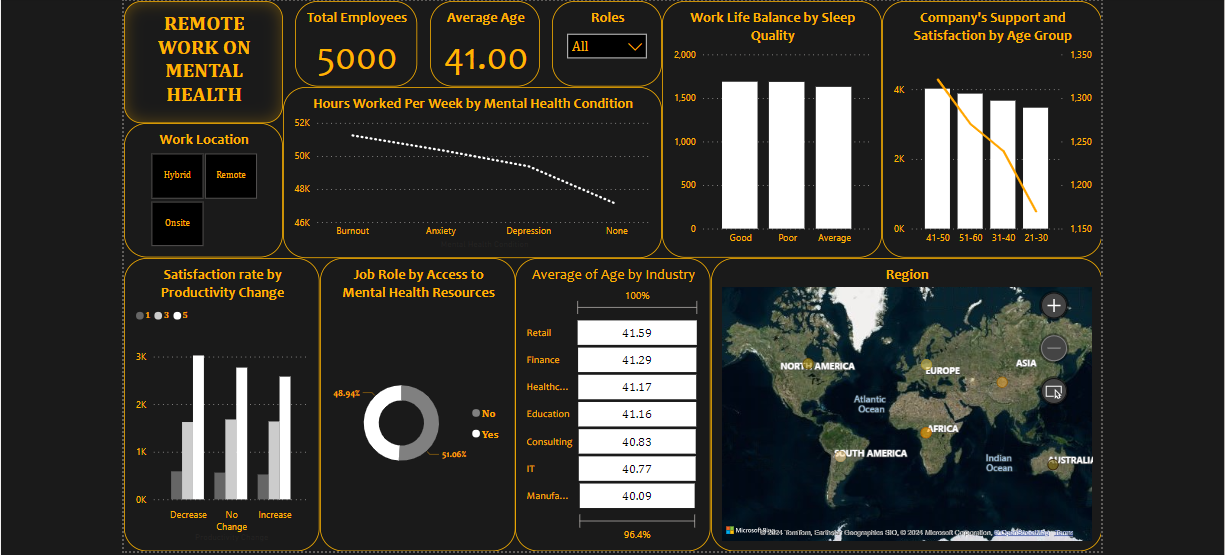 REMOTE
WORK ON
MENTAL
HEALTH
Total Employees
5000
Average Age
41.00
Roles
All
Work Location
Hybrid
Remote
Onsite
Hours Worked Per Week by Mental Health Condition
52K
50K
48K
46K
Burnout
Anxiety
Depression
None
Work Life Balance by Sleep
Quality
2,000
1,500
1,000
500
0
Good
Poor
Average
Company's Support and
Satisfaction by Age Group
4K
2K
0K
1,350
1,300
1,250
1,200
1,150
41-50
51-60
31-40
21-30
Satisfaction rate by
Productivity Change
1
3
5
3K
2K
1K
0K
Decrease
No
Change
Increase
Job Role by Access to
Mental Health Resources
48.94%
51.06%
No
Yes
Average of Age by Industry
100%
Retail 41.59
Finance 41.29
Healthc... 41.17
Education 41.16
Consulting 40.83
IT 40.77
Manufa... 40.09
96.4%
Region
NORTH AMERICA
EUROPE
ASIA
Atlantic
Ocean
AFRICA
SOUTH AMERICA
Indian
Ocean
AUSTRALIA
Microsoft Bing
© 2024 TomTom, Earthstar Geographics SIO, © 2024 Microsoft Corporation,